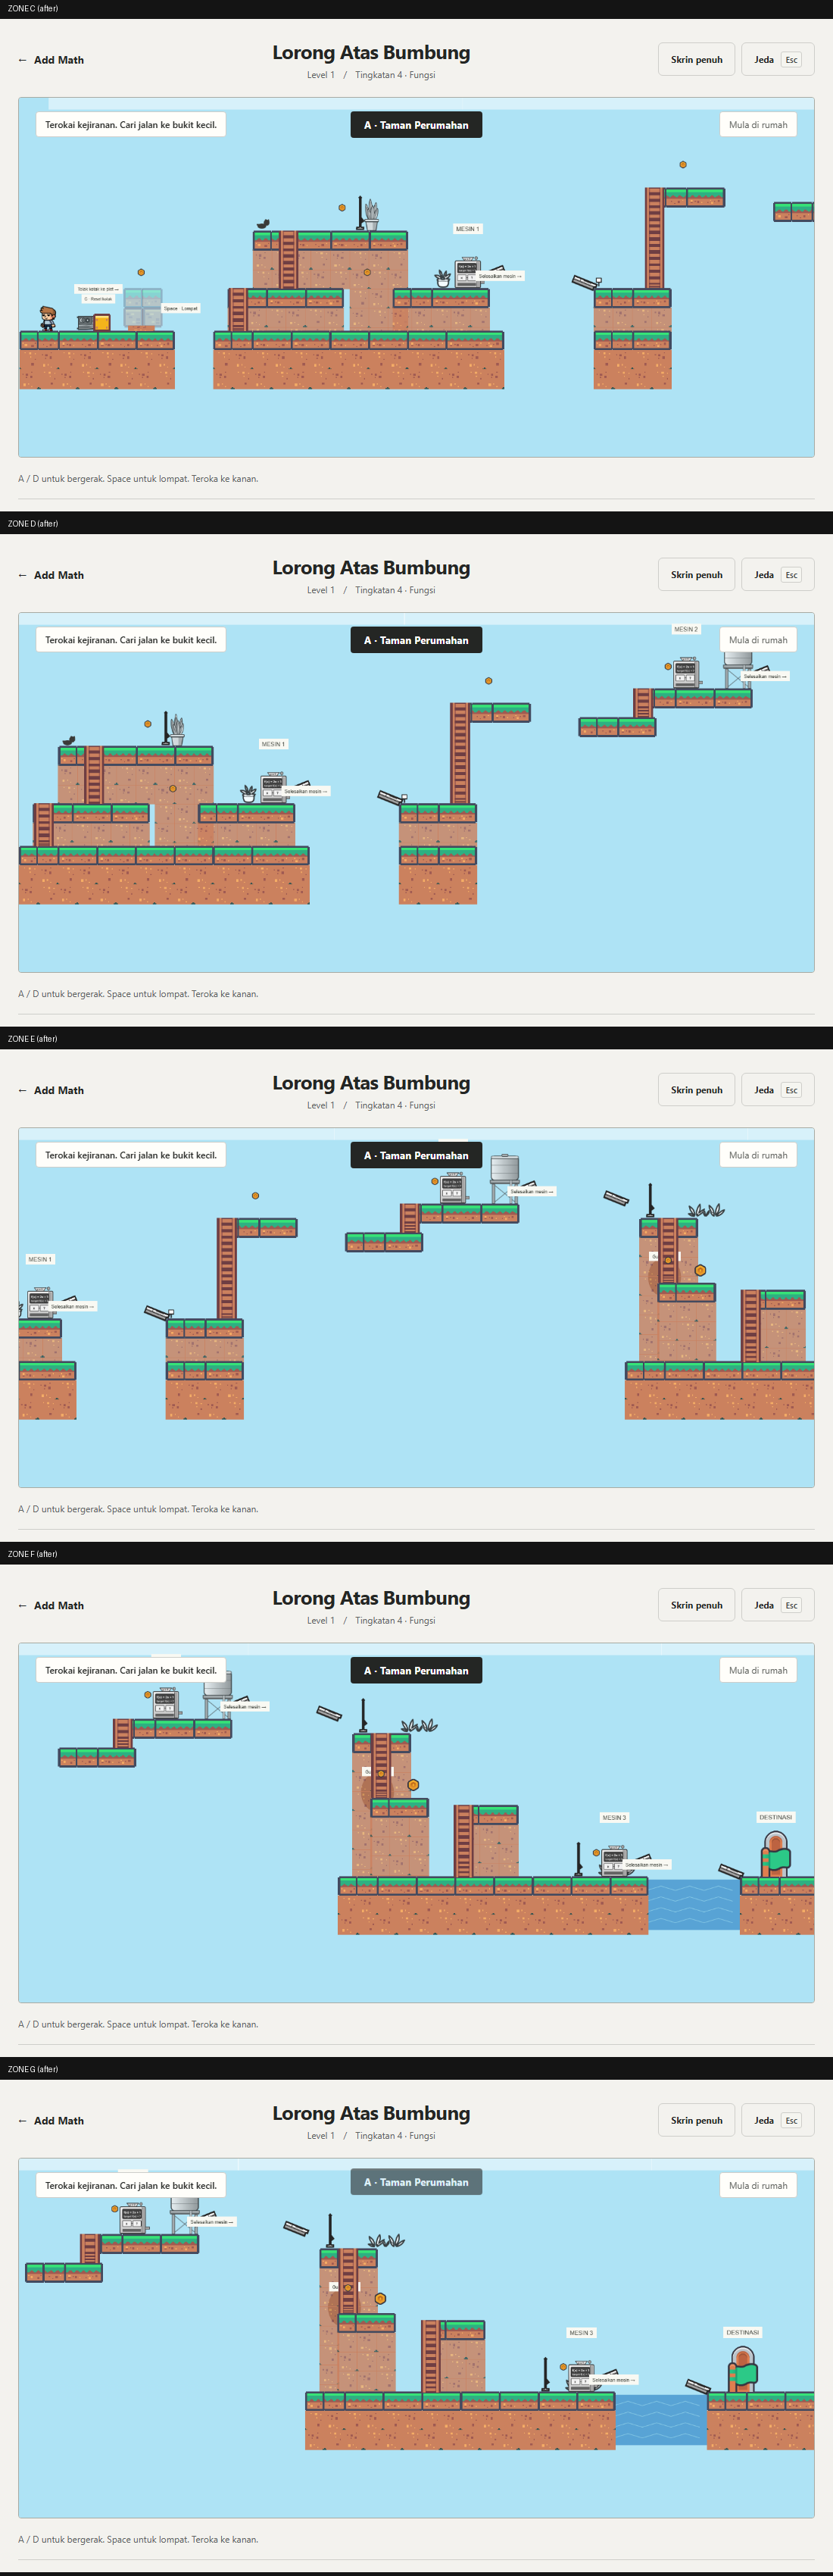 ZONE C (after)
← Add Math
Lorong Atas Bumbung
Level 1 / Tingkatan 4 · Fungsi
Skrin penuh
Jeda Esc
Terokai kejiranan. Cari jalan ke bukit kecil.
A · Taman Perumahan
Mula di rumah
MESIN 1
Selesaikan mesin →
Space · Lompat
A / D untuk bergerak. Space untuk lompat. Teroka ke kanan.
ZONE D (after)
← Add Math
Lorong Atas Bumbung
Level 1 / Tingkatan 4 · Fungsi
Skrin penuh
Jeda Esc
Terokai kejiranan. Cari jalan ke bukit kecil.
A · Taman Perumahan
Mula di rumah
MESIN 2
Selesaikan mesin →
MESIN 1
Selesaikan mesin →
A / D untuk bergerak. Space untuk lompat. Teroka ke kanan.
ZONE E (after)
← Add Math
Lorong Atas Bumbung
Level 1 / Tingkatan 4 · Fungsi
Skrin penuh
Jeda Esc
Terokai kejiranan. Cari jalan ke bukit kecil.
A · Taman Perumahan
Mula di rumah
Selesaikan mesin →
MESIN 1
Selesaikan mesin →
A / D untuk bergerak. Space untuk lompat. Teroka ke kanan.
ZONE F (after)
← Add Math
Lorong Atas Bumbung
Level 1 / Tingkatan 4 · Fungsi
Skrin penuh
Jeda Esc
Terokai kejiranan. Cari jalan ke bukit kecil.
A · Taman Perumahan
Mula di rumah
Selesaikan mesin →
MESIN 3
DESTINASI
Selesaikan mesin →
A / D untuk bergerak. Space untuk lompat. Teroka ke kanan.
ZONE G (after)
← Add Math
Lorong Atas Bumbung
Level 1 / Tingkatan 4 · Fungsi
Skrin penuh
Jeda Esc
Terokai kejiranan. Cari jalan ke bukit kecil.
A · Taman Perumahan
Mula di rumah
Selesaikan mesin →
MESIN 3
DESTINASI
Selesaikan mesin →
A / D untuk bergerak. Space untuk lompat. Teroka ke kanan.